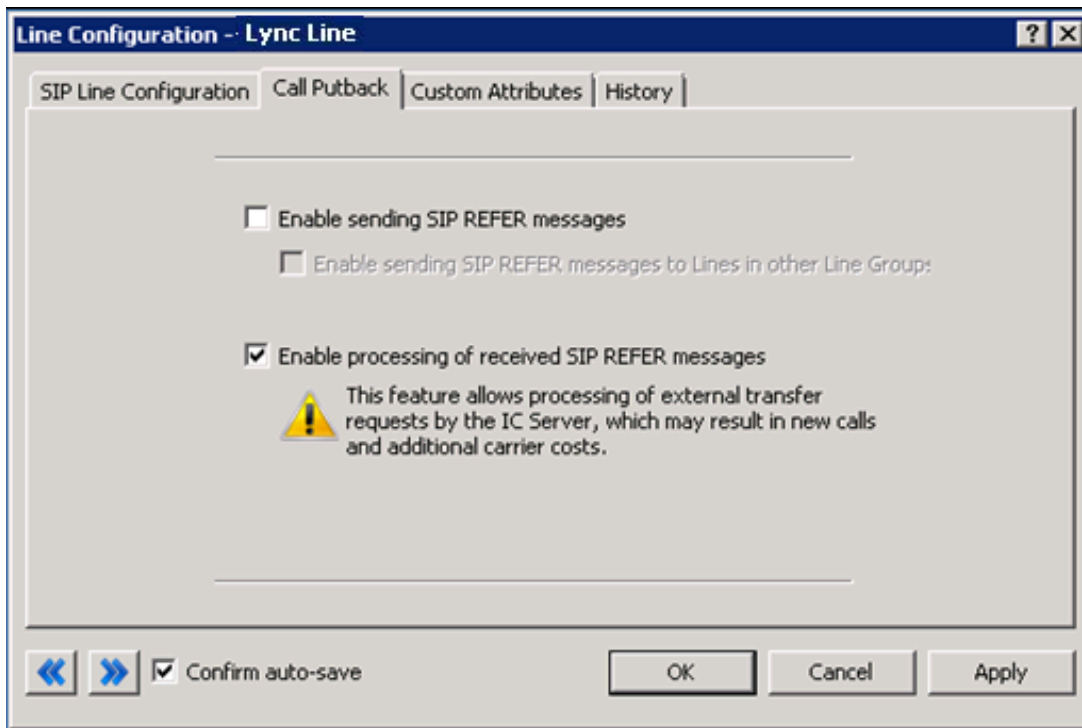 Line Configuration -- Lync Line
SIP Line Configuration
Call Putback
Custom Attributes
History
Enable sending SIP REFER messages
Enable sending SIP REFER messages to Lines in other Line Groups
Enable processing of received SIP REFER messages
This feature allows processing of external transfer
requests by the IC Server, which may result in new calls
and additional carrier costs.
Confirm auto-save
OK
Cancel
Apply